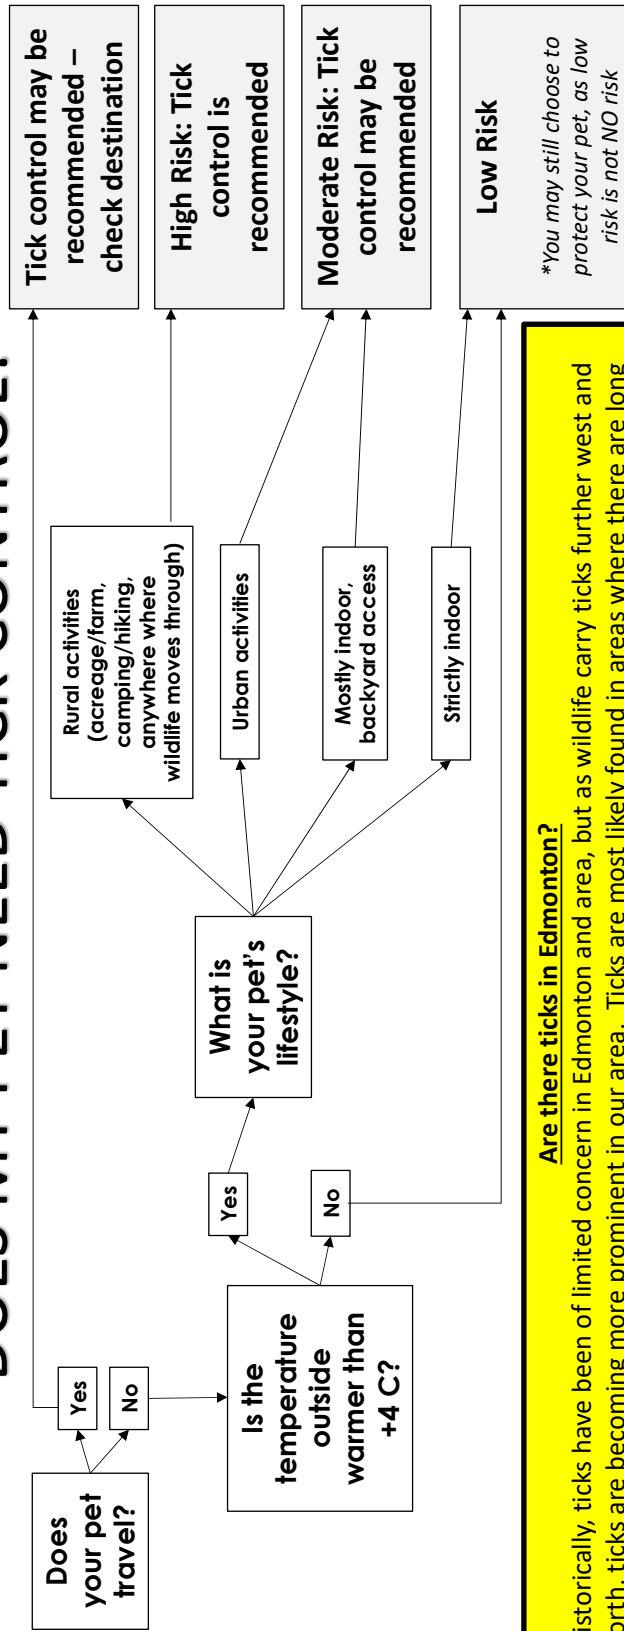 DOES MY PET NEED TICK CONTROL?
Does
your pet
travel?
Yes
No
Is the
temperature
outside
warmer than
+4 C?
Yes
No
What is
your pet's
lifestyle?
Rural activities
(acreage/farm,
camping/hiking,
anywhere where
wildlife moves through)
Urban activities
Mostly indoor,
backyard access
Strictly indoor
Tick control may be
recommended –
check destination
High Risk: Tick
control is
recommended
Moderate Risk: Tick
control may be
recommended
Low Risk
*You may still choose to
protect your pet, as low
risk is not NO risk
Are there ticks in Edmonton?
istorically, ticks have been of limited concern in Edmonton and area, but as wildlife carry ticks further west and
orth, ticks are becoming more prominent in our area. Ticks are most likely found in areas where there are long